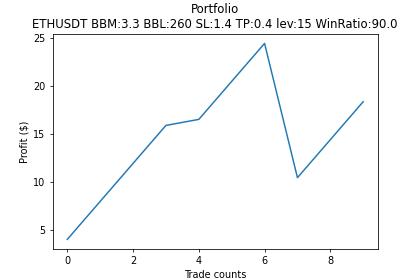 Portfolio
ETHUSDT BBM:3.3 BBL:260 SL:1.4 TP:0.4 lev:15 WinRatio:90.0
25
20
15
10
5
Profit ($)
0 2 4 6 8
Trade counts